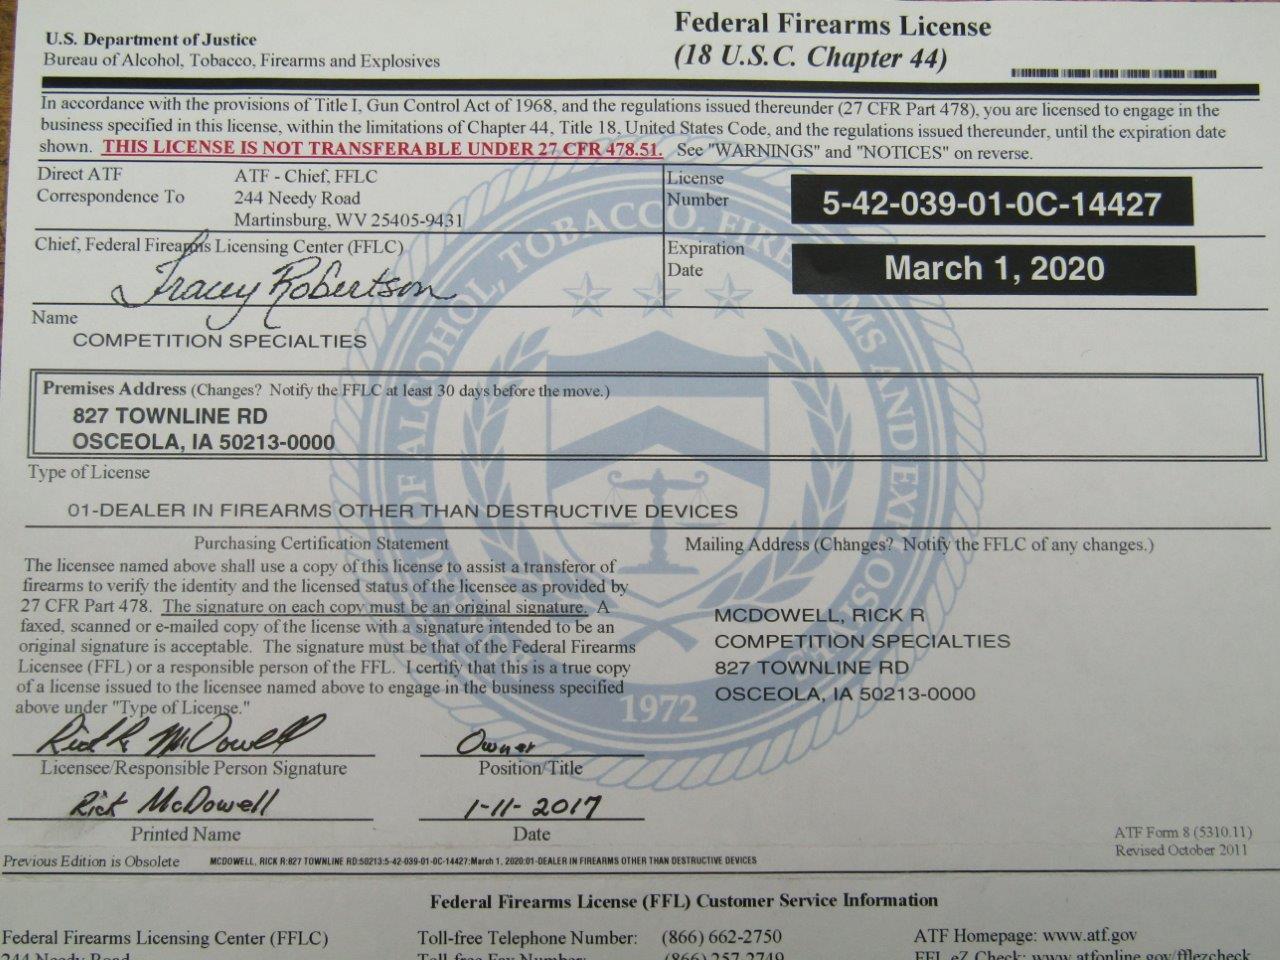 Federal Firearms License
(18 U.S.C. Chapter 44)
U.S. Department of Justice
Bureau of Alcohol, Tobacco, Firearms and Explosives
In accordance with the provisions of Title I, Gun Control Act of 1968, and the regulations issued thereunder (27 CFR Part 478), you are licensed to engage in the
business specified in this license, within the limitations of Chapter 44, Title 18, United States Code, and the regulations issued thereunder, until the expiration date
shown. THIS LICENSE IS NOT TRANSFERABLE UNDER 27 CFR 478.51. See "WARNINGS" and "NOTICES" on reverse.
Direct ATF
Correspondence To
ATF - Chief, FFLC
244 Needy Road
Martinsburg, WV 25405-9431
License
Number
5-42-039-01-0C-14427
Chief, Federal Firearms Licensing Center (FFLC)
Tracey Robertson
Expiration
Date
March 1, 2020
Name
COMPETITION SPECIALTIES
Premises Address (Changes? Notify the FFLC at least 30 days before the move.)
827 TOWNLINE RD
OSCEOLA, IA 50213-0000
Type of License
01-DEALER IN FIREARMS OTHER THAN DESTRUCTIVE DEVICES
Purchasing Certification Statement
The licensee named above shall use a copy of this license to assist a transferor of
firearms to verify the identity and the licensed status of the licensee as provided by
27 CFR Part 478. The signature on each copy must be an original signature. A
faxed, scanned or e-mailed copy of the license with a signature intended to be an
original signature is acceptable. The signature must be that of the Federal Firearms
Licensee (FFL) or a responsible person of the FFL. I certify that this is a true copy
of a license issued to the licensee named above to engage in the business specified
above under "Type of License."
Mailing Address (Changes? Notify the FFLC of any changes.)
MCDOWELL, RICK R
COMPETITION SPECIALTIES
827 TOWNLINE RD
OSCEOLA, IA 50213-0000
1972
Rick R McDowell
Licensee/Responsible Person Signature
Owner
Position/Title
Rick McDowell
Printed Name
1-11-2017
Date
ATF Form 8 (5310.11)
Revised October 2011
Previous Edition is Obsolete
MCDOWELL, RICK R:827 TOWNLINE RD:50213:5-42-039-01-0C-14427:March 1, 2020:01-DEALER IN FIREARMS OTHER THAN DESTRUCTIVE DEVICES
Federal Firearms License (FFL) Customer Service Information
Federal Firearms Licensing Center (FFLC)
244 Needy Road
Toll-free Telephone Number: (866) 662-2750
Toll-free Fax Number: (866) 257-2749
ATF Homepage: www.atf.gov
FFL eZ Check: www.atfonline.gov/fflezcheck